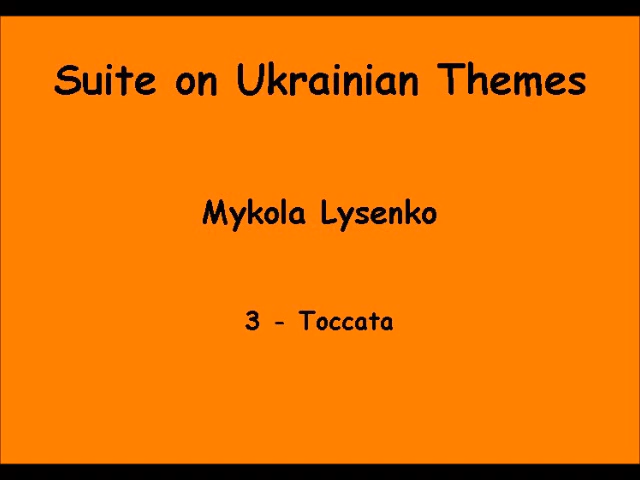 Suite on Ukrainian Themes
Mykola Lysenko
3 - Toccata